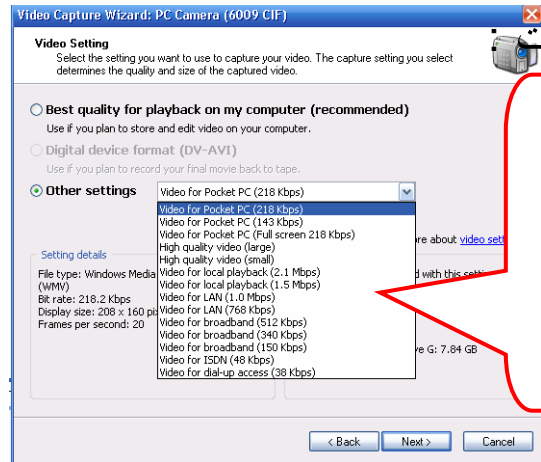 Video Capture Wizard: PC Camera (6009 CIF)
Video Setting
Select the setting you want to use to capture your video. The capture setting you select
determines the quality and size of the captured video.
Best quality for playback on my computer (recommended)
Use if you plan to store and edit video on your computer.
Digital device format (DV-AVI)
Use if you plan to record your final movie back to tape.
Other settings
Video for Pocket PC (218 Kbps)
Video for Pocket PC (218 Kbps)
Video for Pocket PC (143 Kbps)
Video for Pocket PC (Full screen 218 Kbps)
High quality video (large)
High quality video (small)
Video for local playback (2.1 Mbps)
Video for local playback (1.5 Mbps)
Video for LAN (1.0 Mbps)
Video for LAN (768 Kbps)
Video for broadband (512 Kbps)
Video for broadband (340 Kbps)
Video for broadband (150 Kbps)
Video for ISDN (48 Kbps)
Video for dial-up access (38 Kbps)
re about video sett
Setting details
File type: Windows Media
(WMV)
Bit rate: 218.2 Kbps
Display size: 208 x 160 pi
Frames per second: 20
d with this setti
ve G: 7.84 GB
< Back
Next >
Cancel